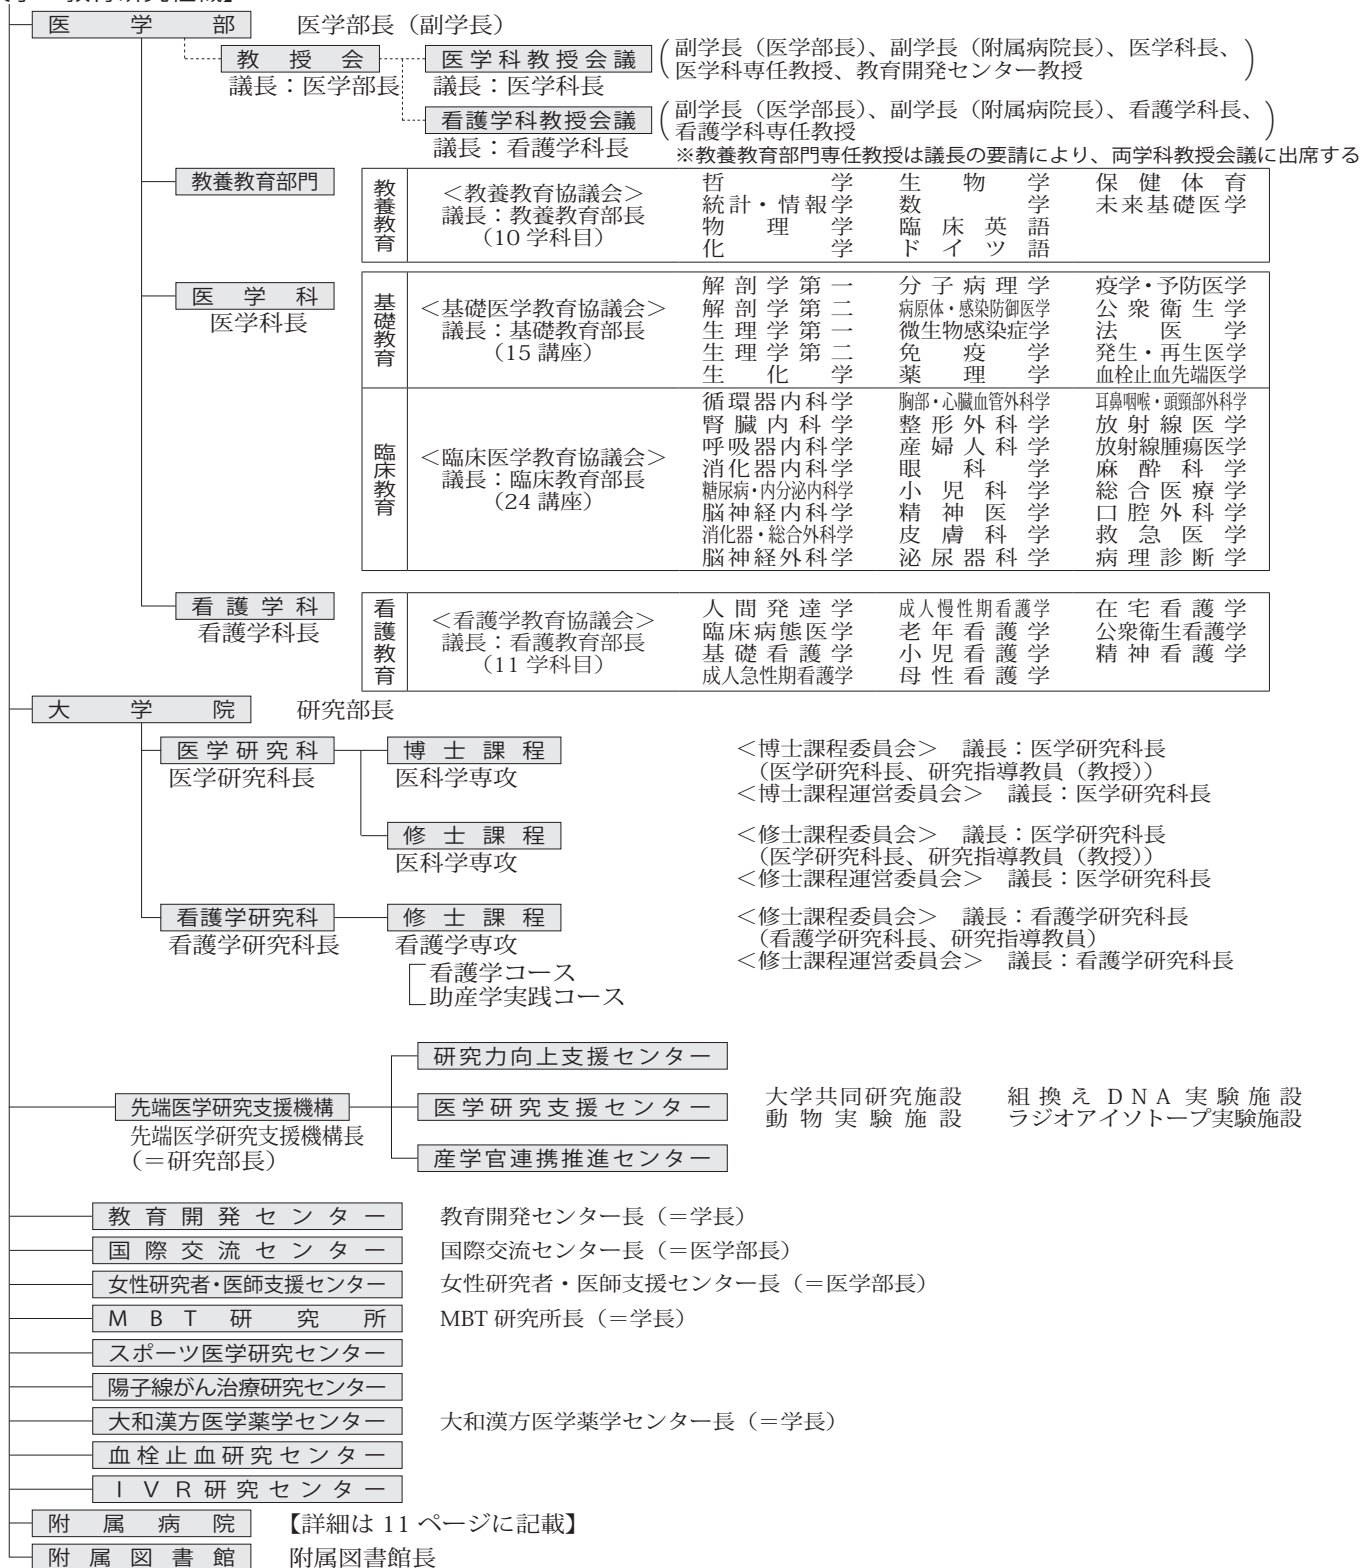 医学部 医学部長（副学長）
教授会 医学科教授会議 （副学長（医学部長）、副学長（附属病院長）、医学科長、
医学科専任教授、教育開発センター教授）
議長：医学部長 議長：医学科長
看護学科教授会議 （副学長（医学部長）、副学長（附属病院長）、看護学科長、
看護学科専任教授）
議長：看護学科長 ※教養教育部門専任教授は議長の要請により、両学科教授会議に出席する
教養教育部門
教養教育
＜教養教育協議会＞
議長：教養教育部長
（10 学科目）
哲学 生物学 保健体育
統計・情報学 数学 未来基礎医学
物理学 臨床英語
化学 ドイツ語
医学科
医学科長
基礎教育
＜基礎医学教育協議会＞
議長：基礎教育部長
（15 講座）
解剖学第一 分子病理学 疫学・予防医学
解剖学第二 病原体・感染防御医学 公衆衛生学
生理学第一 微生物感染症学 法医学
生理学第二 免疫学 発生・再生医学
生化学 薬理学 血栓止血先端医学
臨床教育
＜臨床医学教育協議会＞
議長：臨床教育部長
（24 講座）
循環器内科学 胸部・心臓血管外科学 耳鼻咽喉・頭頸部外科学
腎臓内科学 整形外科学 放射線医学
呼吸器内科学 産婦人科学 放射線腫瘍医学
消化器内科学 眼科学 麻酔科学
糖尿病・内分泌内科学 小児科学 総合医療学
脳神経内科学 精神医学 口腔外科学
消化器・総合外科学 皮膚科学 救急医学
脳神経外科学 泌尿器科学 病理診断学
看護学科
看護学科長
看護教育
＜看護学教育協議会＞
議長：看護教育部長
（11 学科目）
人間発達学 成人慢性期看護学 在宅看護学
臨床病態医学 老年看護学 公衆衛生看護学
基礎看護学 小児看護学 精神看護学
成人急性期看護学 母性看護学
大学院 研究部長
医学研究科 博士課程 ＜博士課程委員会＞　議長：医学研究科長
医学研究科長 医科学専攻 （医学研究科長、研究指導教員（教授））
＜博士課程運営委員会＞　議長：医学研究科長
修士課程 ＜修士課程委員会＞　議長：医学研究科長
医科学専攻 （医学研究科長、研究指導教員（教授））
＜修士課程運営委員会＞　議長：医学研究科長
看護学研究科 修士課程 ＜修士課程委員会＞　議長：看護学研究科長
看護学研究科長 看護学専攻 （看護学研究科長、研究指導教員）
＜修士課程運営委員会＞　議長：看護学研究科長
看護学コース
助産学実践コース
研究力向上支援センター
先端医学研究支援機構 医学研究支援センター 大学共同研究施設 組換えDNA実験施設
動物実験施設 ラジオアイソトープ実験施設
先端医学研究支援機構長
（＝研究部長） 産学官連携推進センター
教育開発センター 教育開発センター長（＝学長）
国際交流センター 国際交流センター長（＝医学部長）
女性研究者・医師支援センター 女性研究者・医師支援センター長（＝医学部長）
MBT研究所 MBT 研究所長（＝学長）
スポーツ医学研究センター
陽子線がん治療研究センター
大和漢方医学薬学センター 大和漢方医学薬学センター長（＝学長）
血栓止血研究センター
IVR研究センター
附属病院 【詳細は 11 ページに記載】
附属図書館 附属図書館長